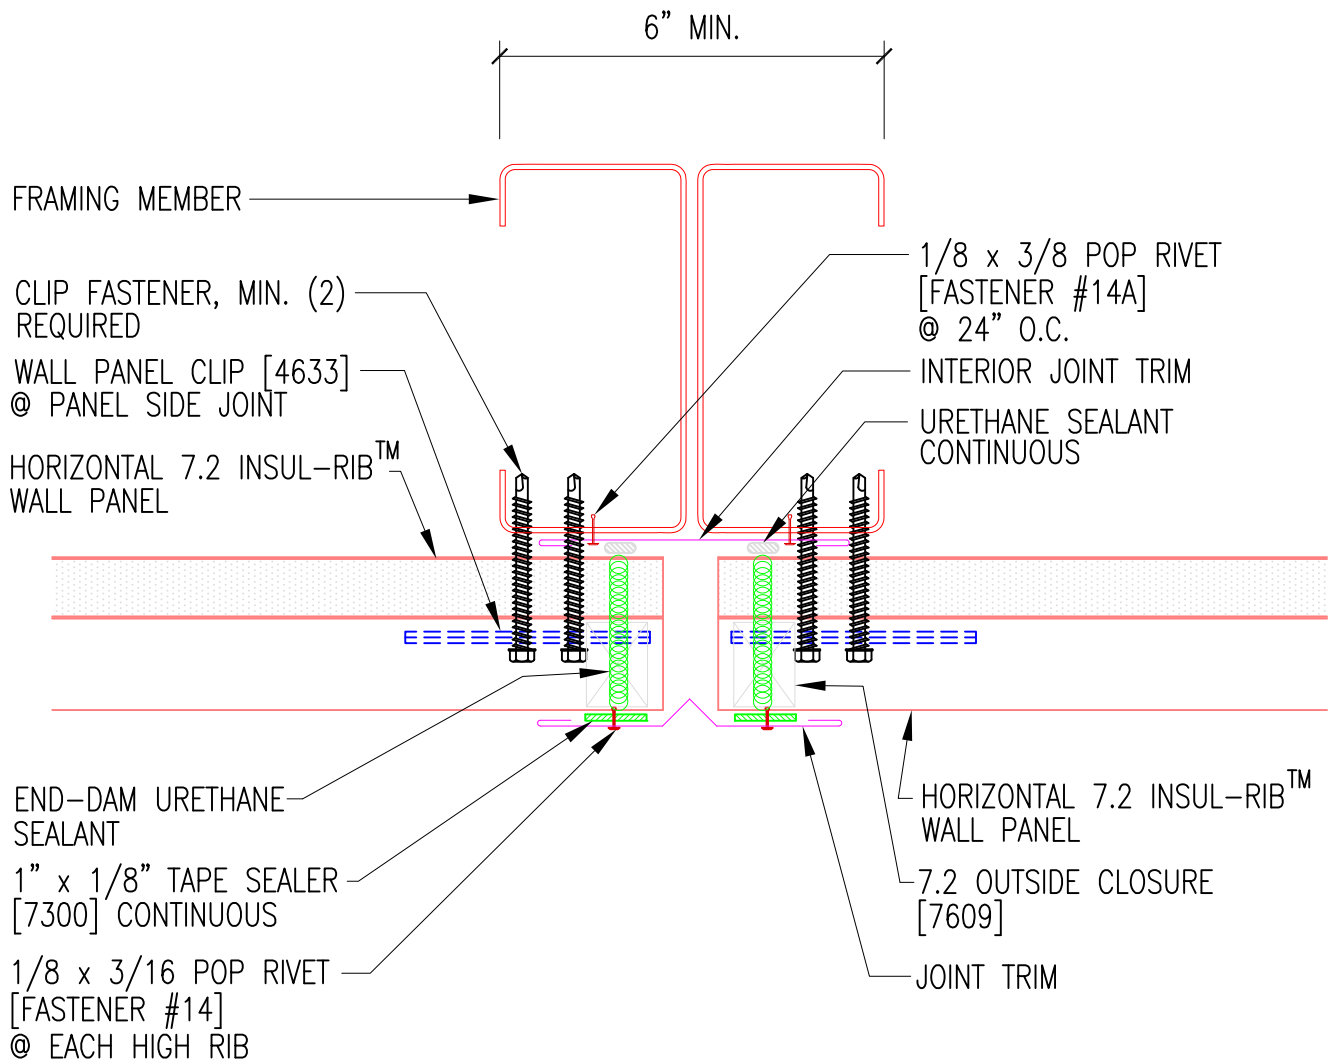 6” MIN.
FRAMING MEMBER
CLIP FASTENER, MIN. (2)
REQUIRED
WALL PANEL CLIP [4633]
@ PANEL SIDE JOINT
HORIZONTAL 7.2 INSUL-RIB™
WALL PANEL
1/8 x 3/8 POP RIVET
[FASTENER #14A]
@ 24” O.C.
INTERIOR JOINT TRIM
URETHANE SEALANT
CONTINUOUS
END-DAM URETHANE
SEALANT
1” x 1/8” TAPE SEALER
[7300] CONTINUOUS
1/8 x 3/16 POP RIVET
[FASTENER #14]
@ EACH HIGH RIB
HORIZONTAL 7.2 INSUL-RIB™
WALL PANEL
7.2 OUTSIDE CLOSURE
[7609]
JOINT TRIM